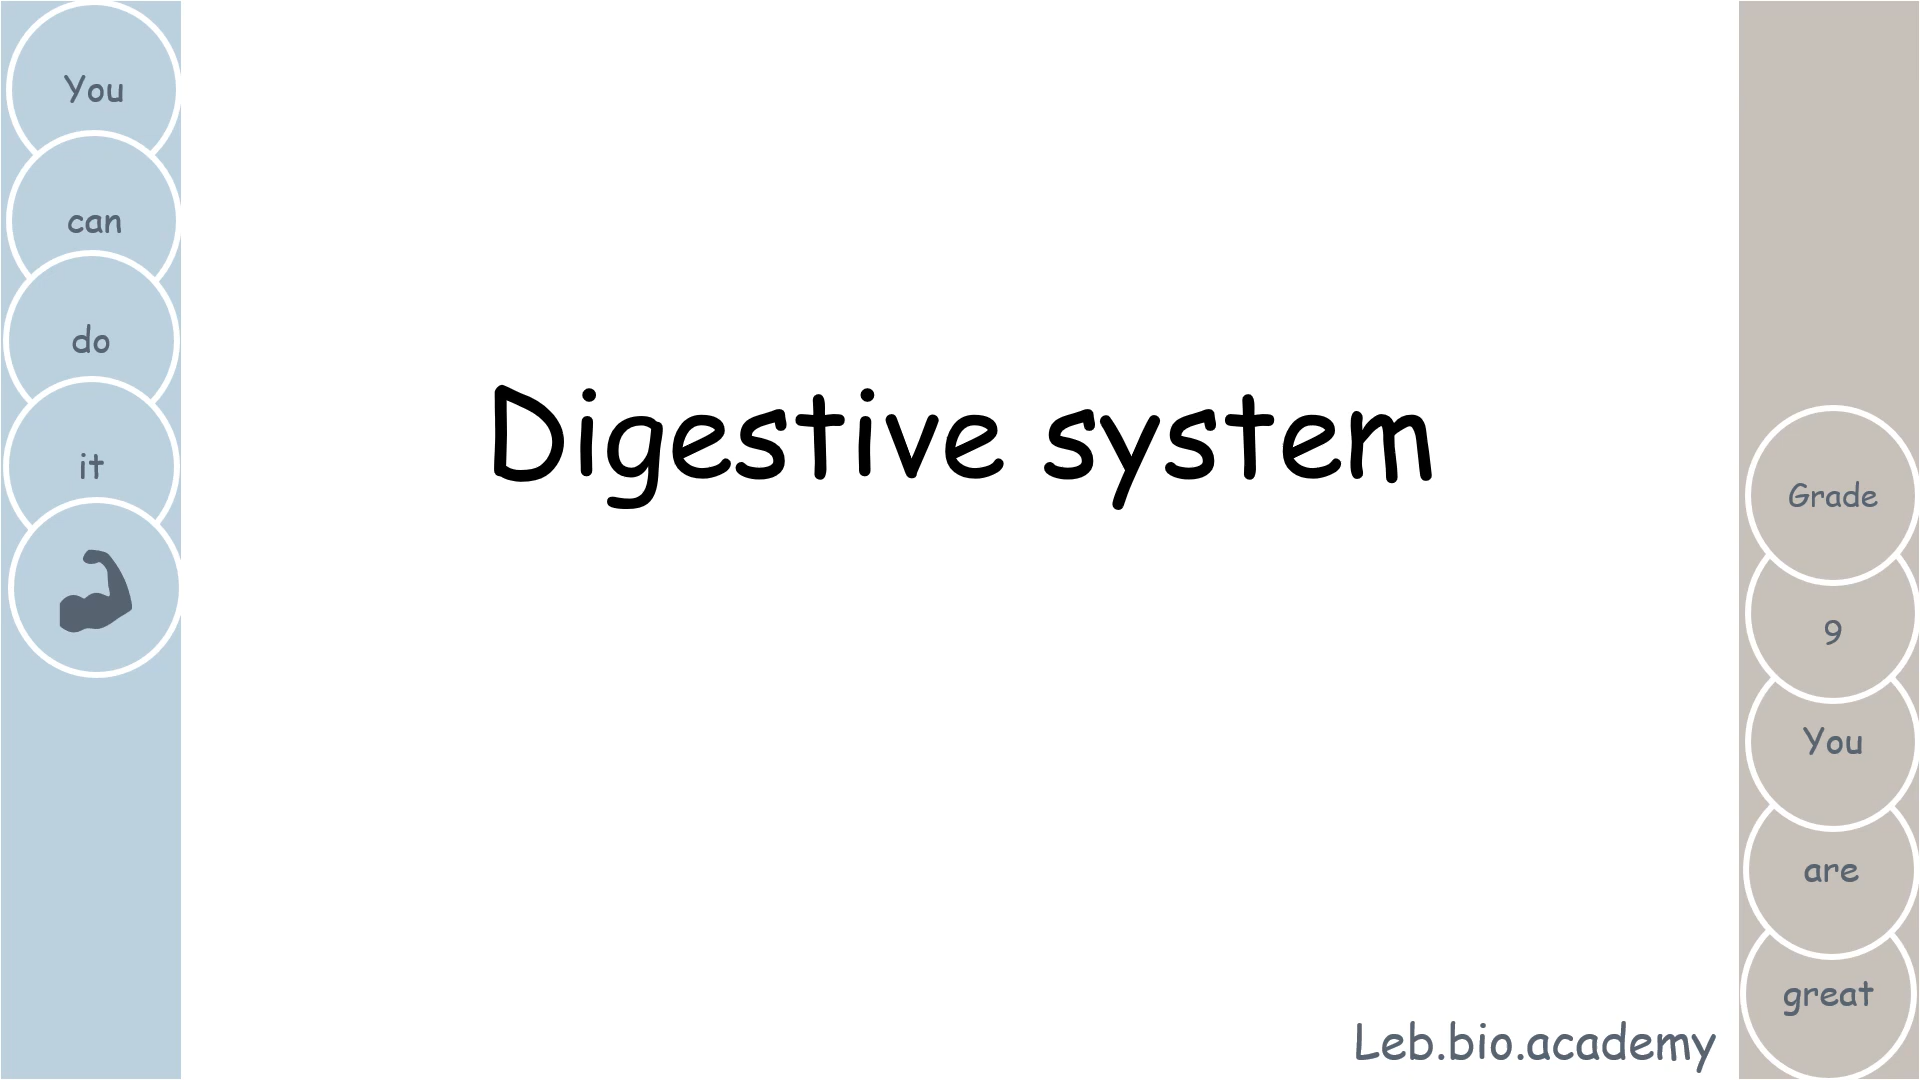 You
can
do
it
Digestive system
Grade
9
You
are
great
Leb.bio.academy